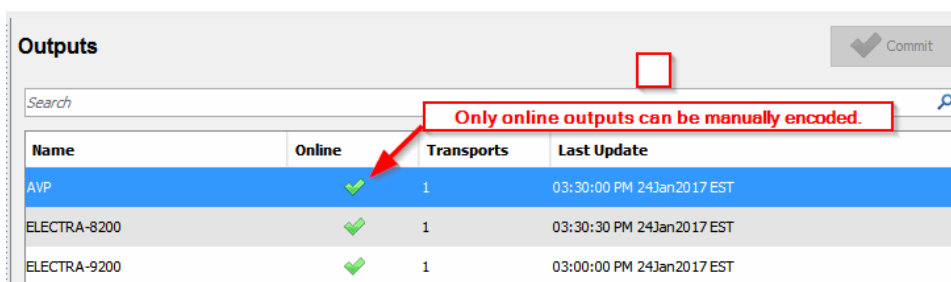 Outputs
Commit
Search
Only online outputs can be manually encoded.
Name Online Transports Last Update
AVP 1 03:30:00 PM 24Jan2017 EST
ELECTRA-8200 1 03:30:30 PM 24Jan2017 EST
ELECTRA-9200 1 03:00:00 PM 24Jan2017 EST